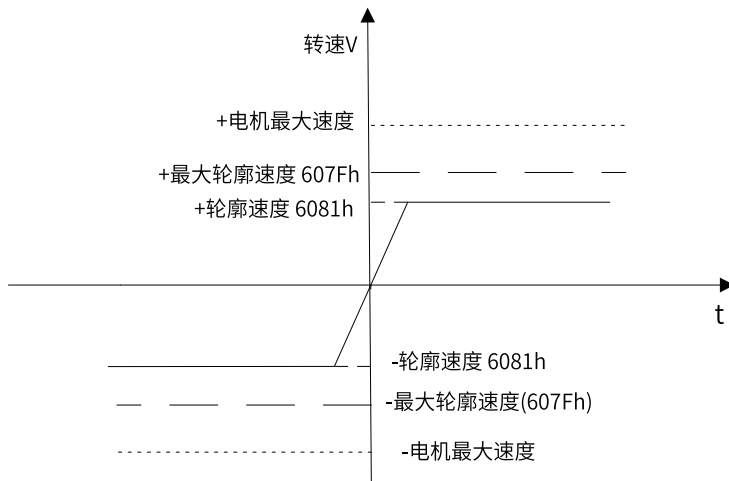 转速V
+电机最大速度
+最大轮廓速度 607Fh
+轮廓速度 6081h
t
-轮廓速度 6081h
-最大轮廓速度(607Fh)
-电机最大速度